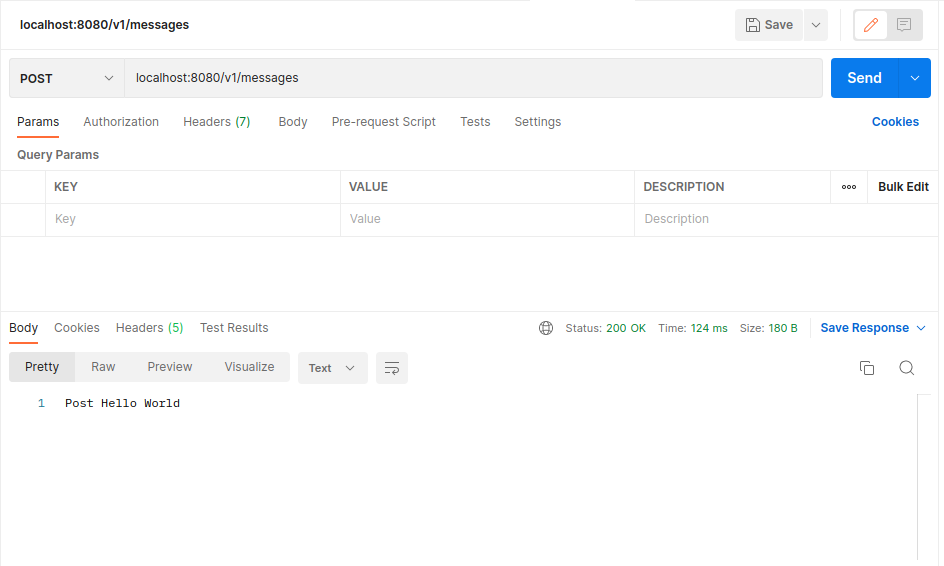 localhost:8080/v1/messages Save
POST localhost:8080/v1/messages Send
Params Authorization Headers (7) Body Pre-request Script Tests Settings Cookies
Query Params
KEY VALUE DESCRIPTION Bulk Edit
Key Value Description
Body Cookies Headers (5) Test Results Status: 200 OK Time: 124 ms Size: 180 B Save Response
Pretty Raw Preview Visualize Text
1 Post Hello World